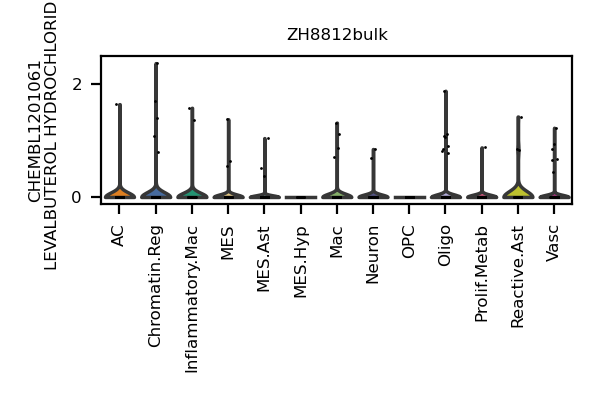 ZH8812bulk
CHEMBL1201061
LEVALBUTEROL HYDROCHLORID
2
0
AC
Chromatin.Reg
Inflammatory.Mac
MES
MES.Ast
MES.Hyp
Mac
Neuron
OPC
Oligo
Prolif.Metab
Reactive.Ast
Vasc